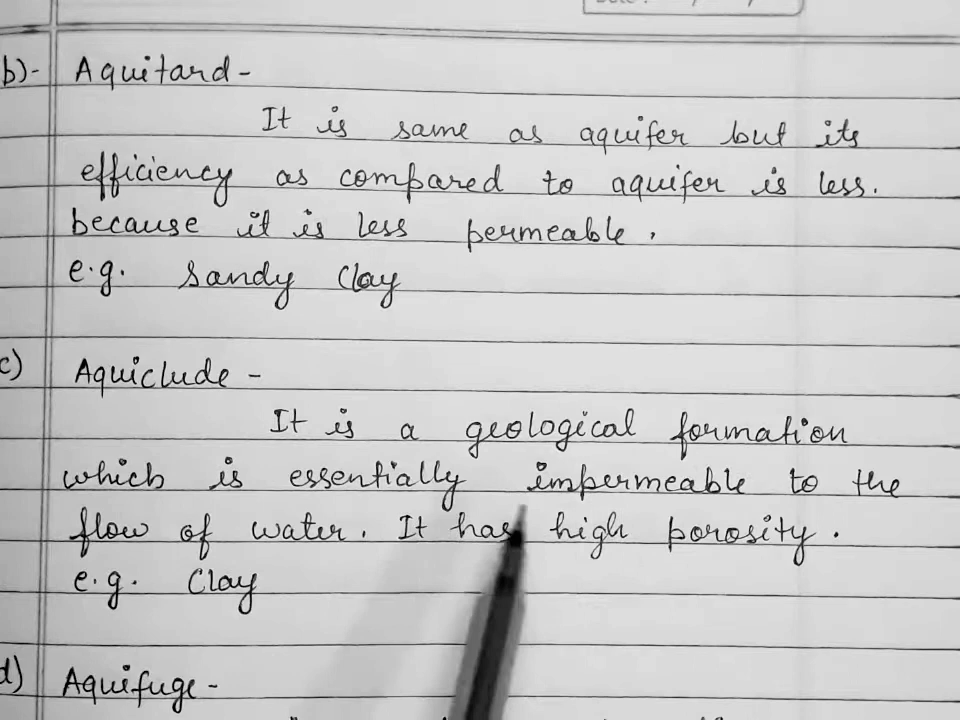 b)- Aquitard -
It is same as aquifer but its
efficiency as compared to aquifer is less.
because it is less permeable.
e.g. Sandy Clay
c) Aquiclude -
It is a geological formation
which is essentially impermeable to the
flow of water. It has high porosity.
e.g. Clay
d) Aquifuge -